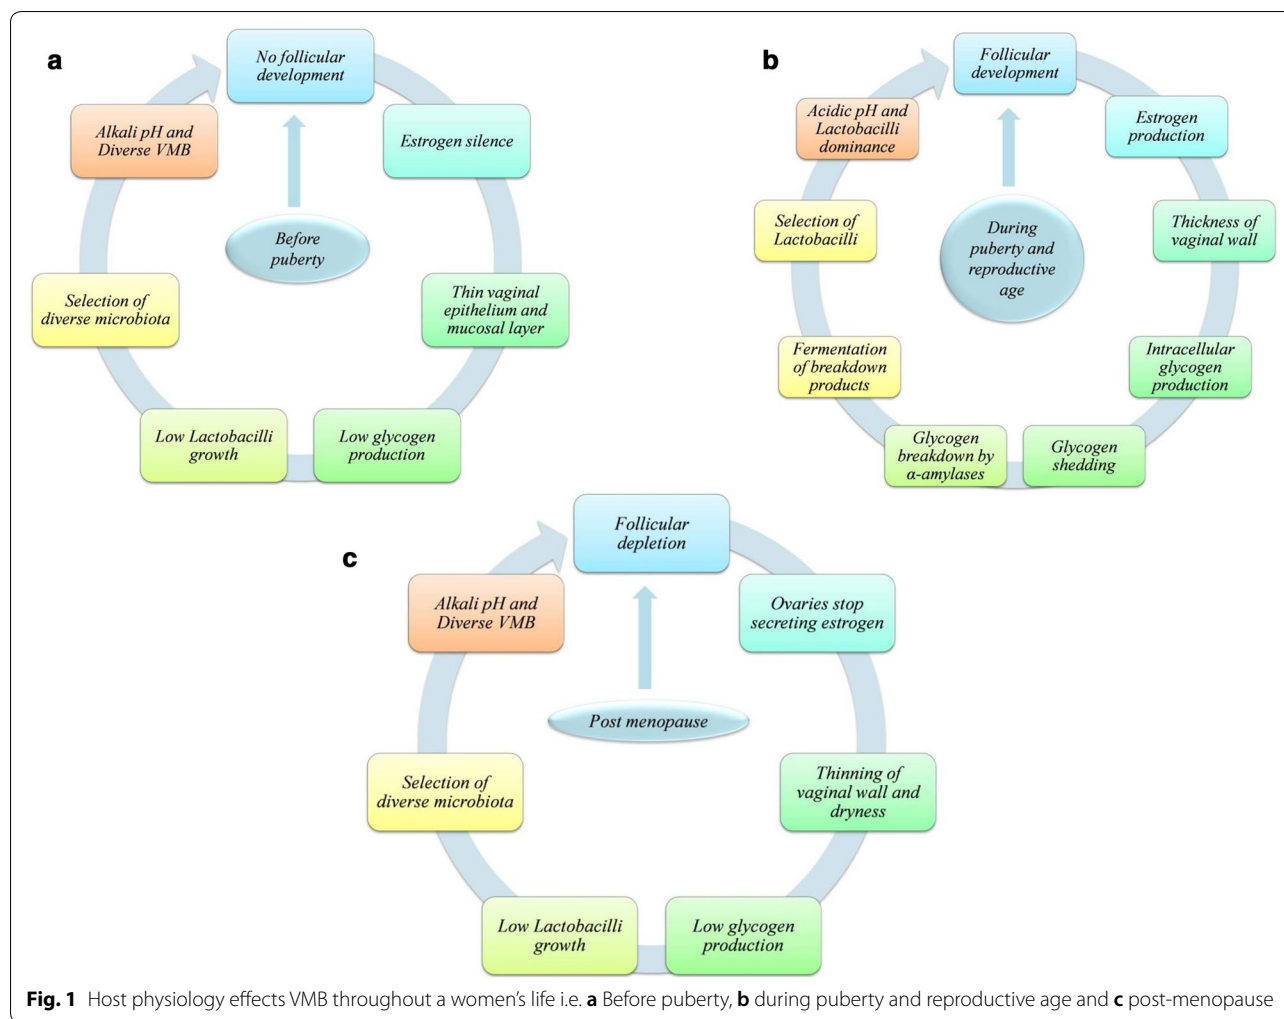 a
No follicular
development
Estrogen silence
Thin vaginal
epithelium and
mucosal layer
Low glycogen
production
Low Lactobacilli
growth
Selection of
diverse microbiota
Alkali pH and
Diverse VMB
Before
puberty
b
Follicular
development
Estrogen
production
Thickness of
vaginal wall
Intracellular
glycogen
production
Glycogen
shedding
Glycogen
breakdown by
α-amylases
Fermentation
of breakdown
products
Selection of
Lactobacilli
Acidic pH and
Lactobacilli
dominance
During
puberty and
reproductive
age
c
Follicular
depletion
Ovaries stop
secreting estrogen
Thinning of
vaginal wall and
dryness
Low glycogen
production
Low Lactobacilli
growth
Selection of
diverse microbiota
Alkali pH and
Diverse VMB
Post menopause
Fig. 1 Host physiology effects VMB throughout a women's life i.e. a Before puberty, b during puberty and reproductive age and c post-menopause